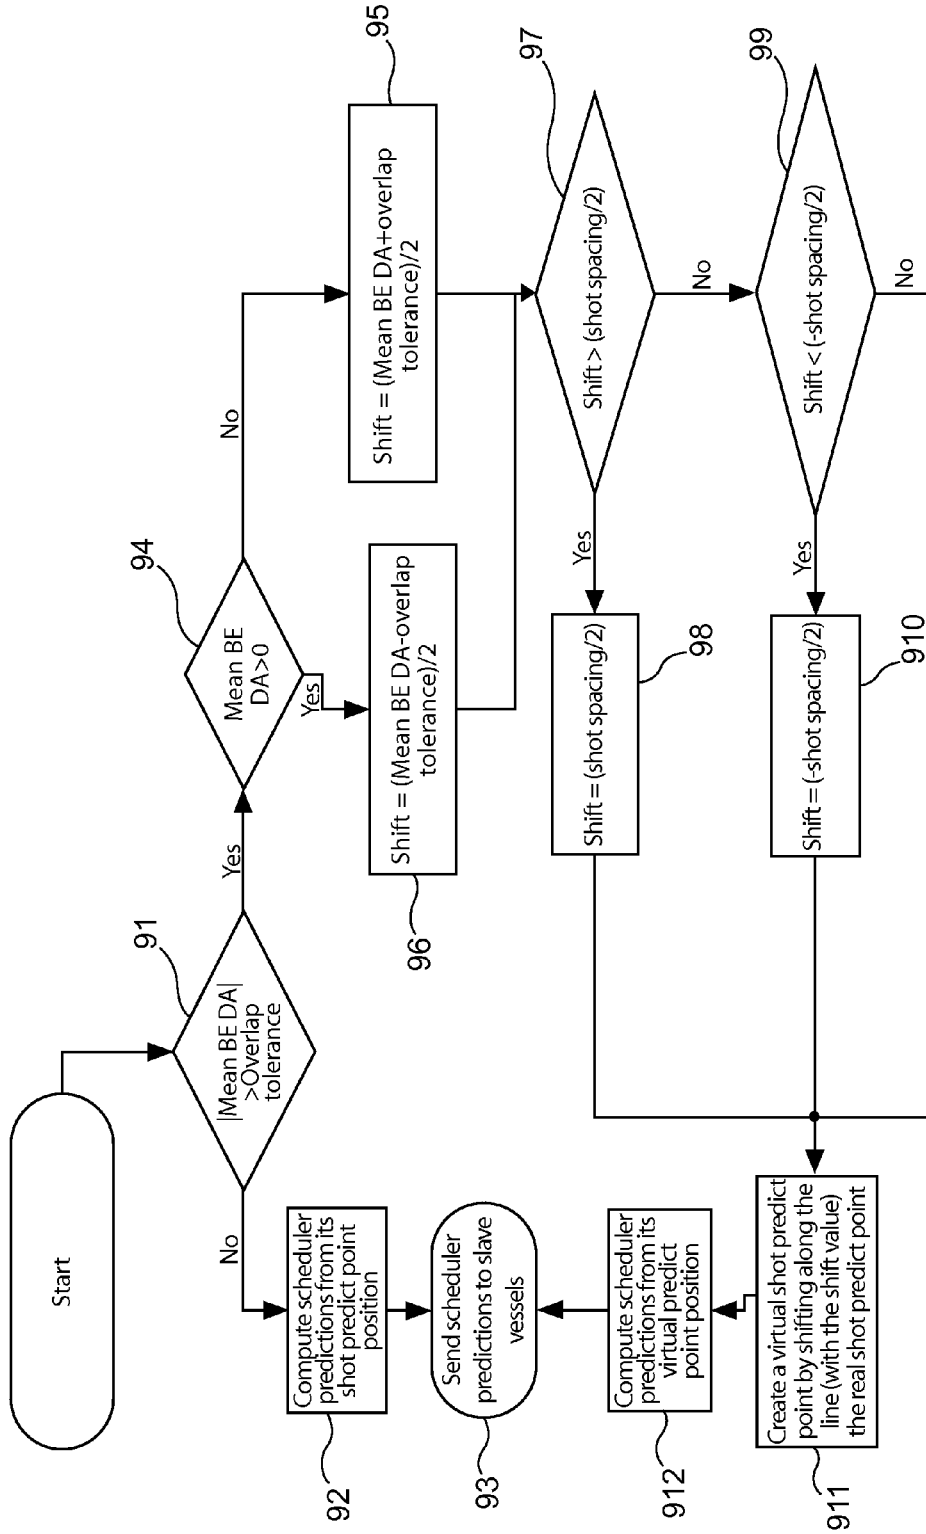 Start
91
|Mean BE DA|
>Overlap
tolerance
No
Yes
92
Compute scheduler
predictions from its
shot predict point
position
93
Send scheduler
predictions to slave
vessels
94
Mean BE
DA>0
No
Yes
95
Shift = (Mean BE DA+overlap
tolerance)/2
96
Shift = (Mean BE DA-overlap
tolerance)/2
97
Shift > (shot spacing/2)
Yes
No
98
Shift = (shot spacing/2)
99
Shift < (-shot spacing/2)
Yes
No
910
Shift = (-shot spacing/2)
911
Create a virtual shot predict
point by shifting along the
line (with the shift value)
the real shot predict point
912
Compute scheduler
predictions from its
virtual predict
point position